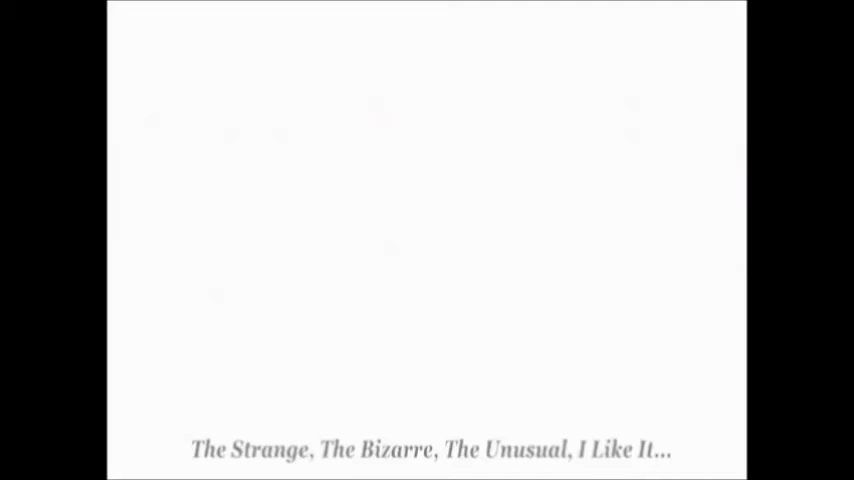 The Strange, The Bizarre, The Unusual, I Like It...